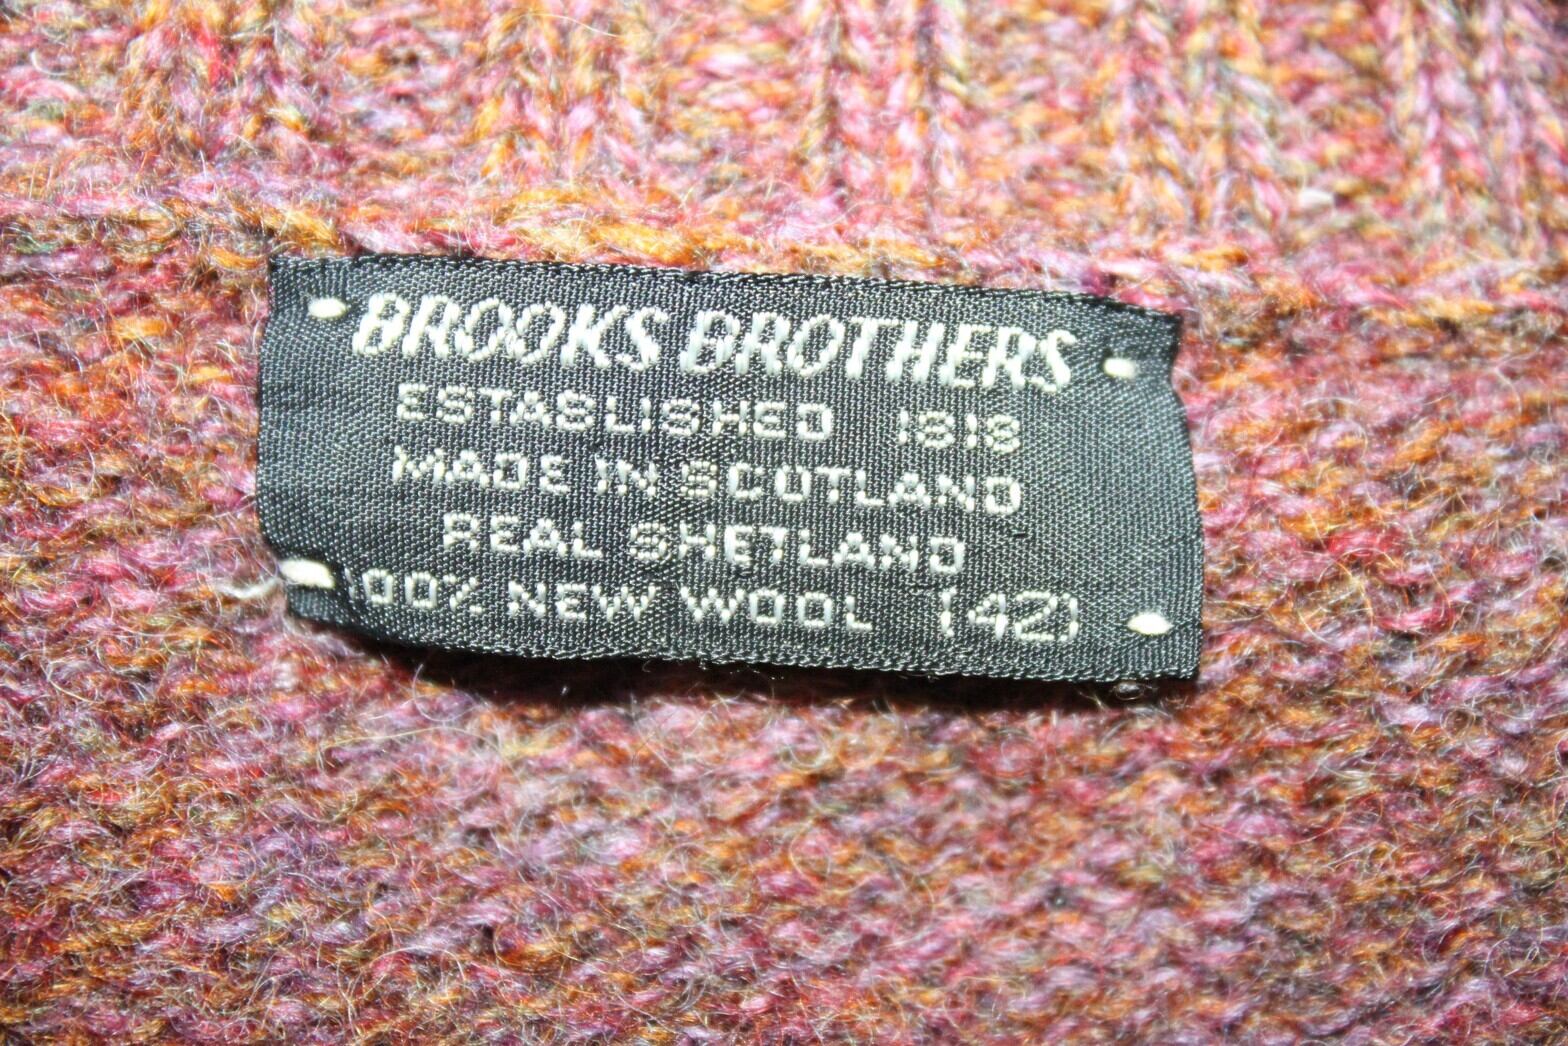 BROOKS BROTHERS
ESTABLISHED 1818
MADE IN SCOTLAND
REAL SHETLAND
100% NEW WOOL (42)